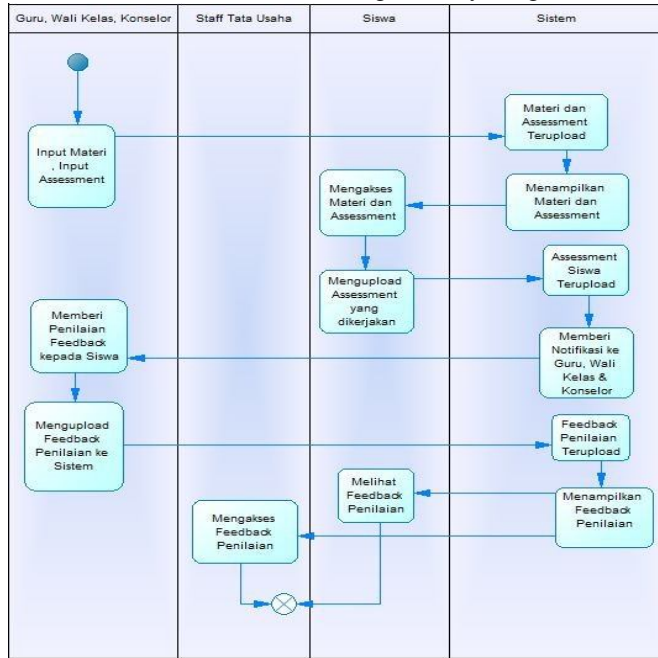 Guru, Wali Kelas, Konselor
Staff Tata Usaha
Siswa
Sistem
Input Materi
, Input
Assessment
Materi dan
Assessment
Terupload
Menampilkan
Materi dan
Assessment
Mengakses
Materi dan
Assessment
Mengupload
Assessment
yang
dikerjakan
Assessment
Siswa
Terupload
Memberi
Notifikasi ke
Guru, Wali
Kelas &
Konselor
Memberi
Penilaian
Feedback
kepada Siswa
Mengupload
Feedback
Penilaian ke
Sistem
Feedback
Penilaian
Terupload
Menampilkan
Feedback
Penilaian
Melihat
Feedback
Penilaian
Mengakses
Feedback
Penilaian